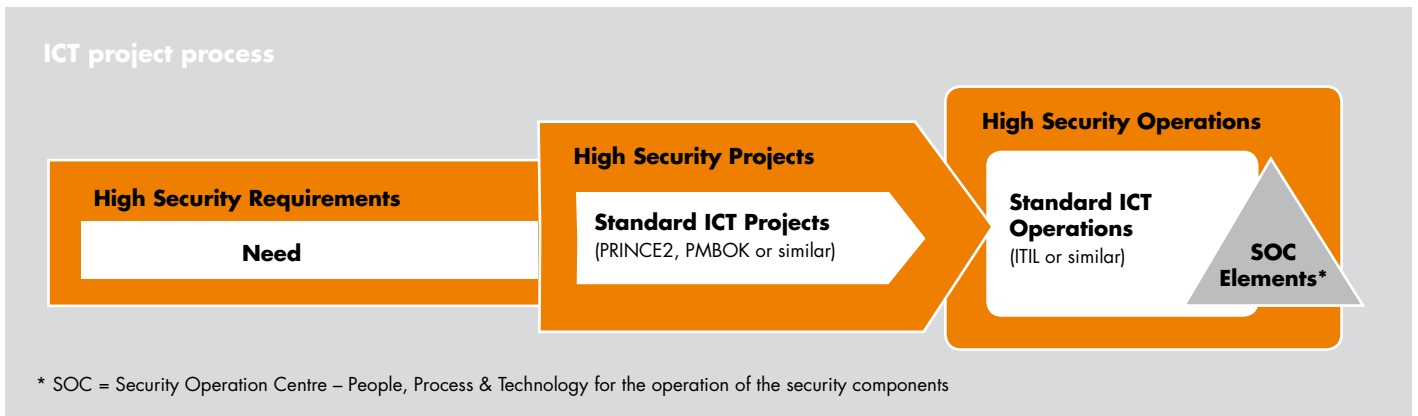 ICT project process
High Security Requirements
Need
High Security Projects
Standard ICT Projects
(PRINCE2, PMBOK or similar)
High Security Operations
Standard ICT
Operations
(ITIL or similar)
SOC
Elements*
* SOC = Security Operation Centre – People, Process & Technology for the operation of the security components